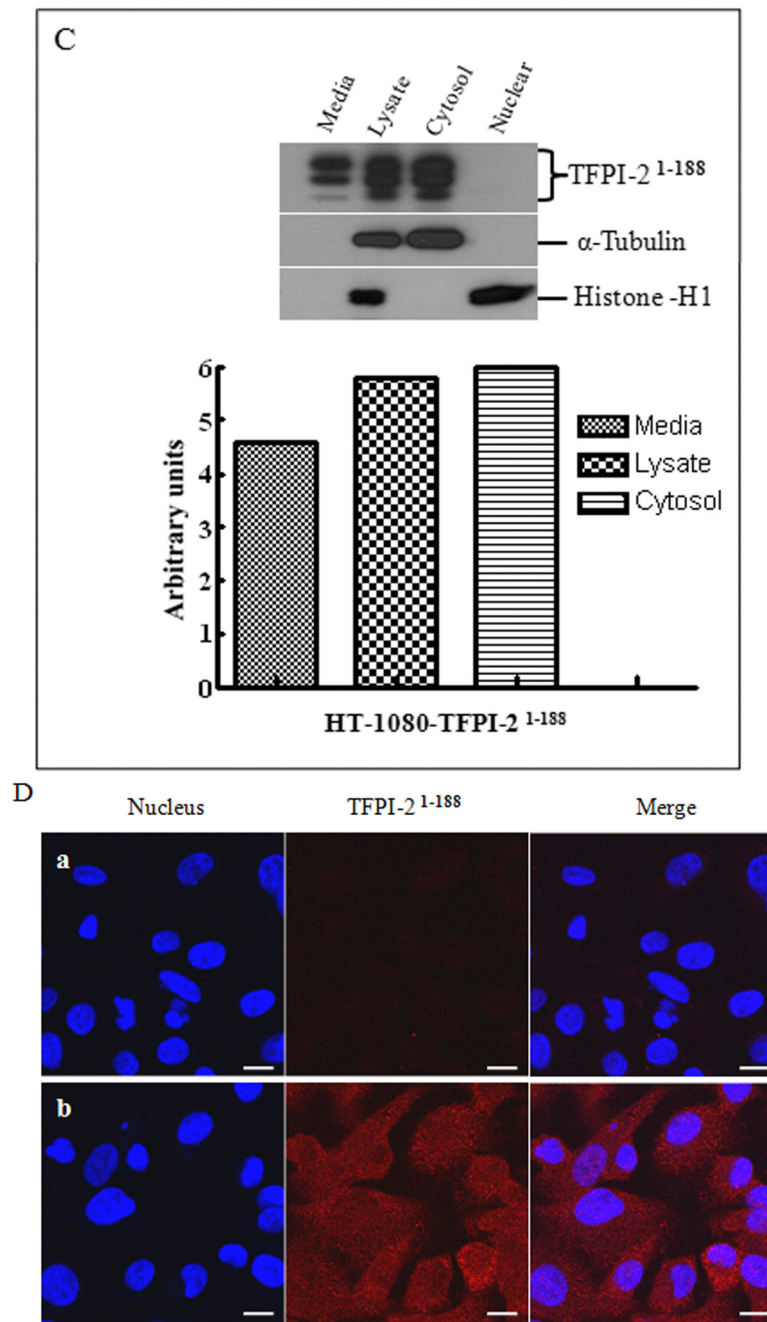 C
Media
Lysate
Cytosol
Nuclear
TFPI-2 1-188
α-Tubulin
Histone -H1
6
5
4
3
2
1
0
Arbitrary units
Media
Lysate
Cytosol
HT-1080-TFPI-2 1-188
D
Nucleus
TFPI-2 1-188
Merge
a
b